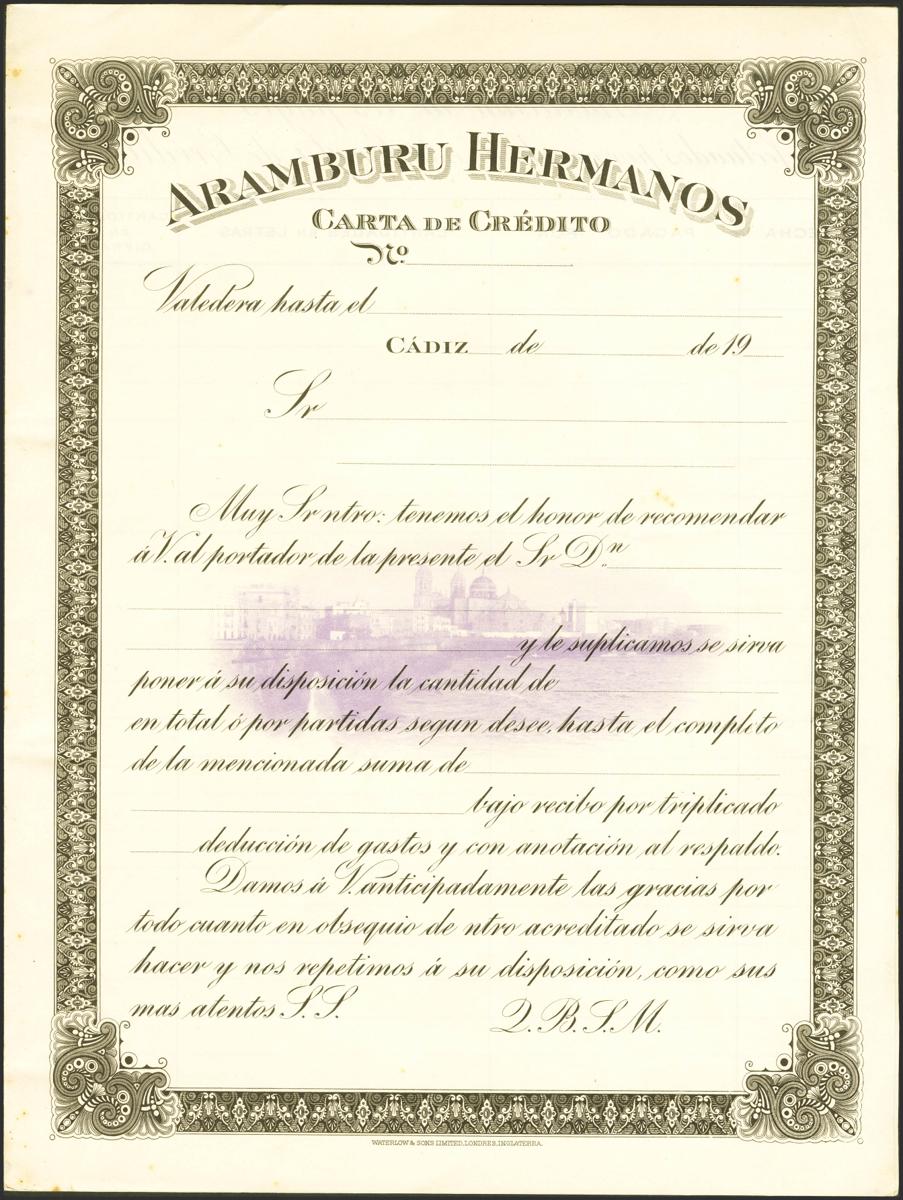 ARAMBURU HERMANOS
CARTA DE CRÉDITO
No.
Valedera hasta el
CÁDIZ de de 19
Sr
Muy Sr ntro: tenemos el honor de recomendar
á V. al portador de la presente el Sr Dn.
y le suplicamos se sirva
poner á su disposición la cantidad de
en total ó por partidas segun desee, hasta el completo
de la mencionada suma de
bajo recibo por triplicado
deducción de gastos y con anotación al respaldo.
Damos á V. anticipadamente las gracias por
todo cuanto en obsequio de ntro acreditado se sirva
hacer y nos repetimos á su disposición, como sus
mas atentos S. S.
Q. B. S. M.
WATERLOW & SONS LIMITED, LONDRES, INGLATERRA.